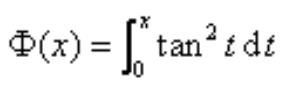 Φ(x) = ∫₀ˣ tan² t dt